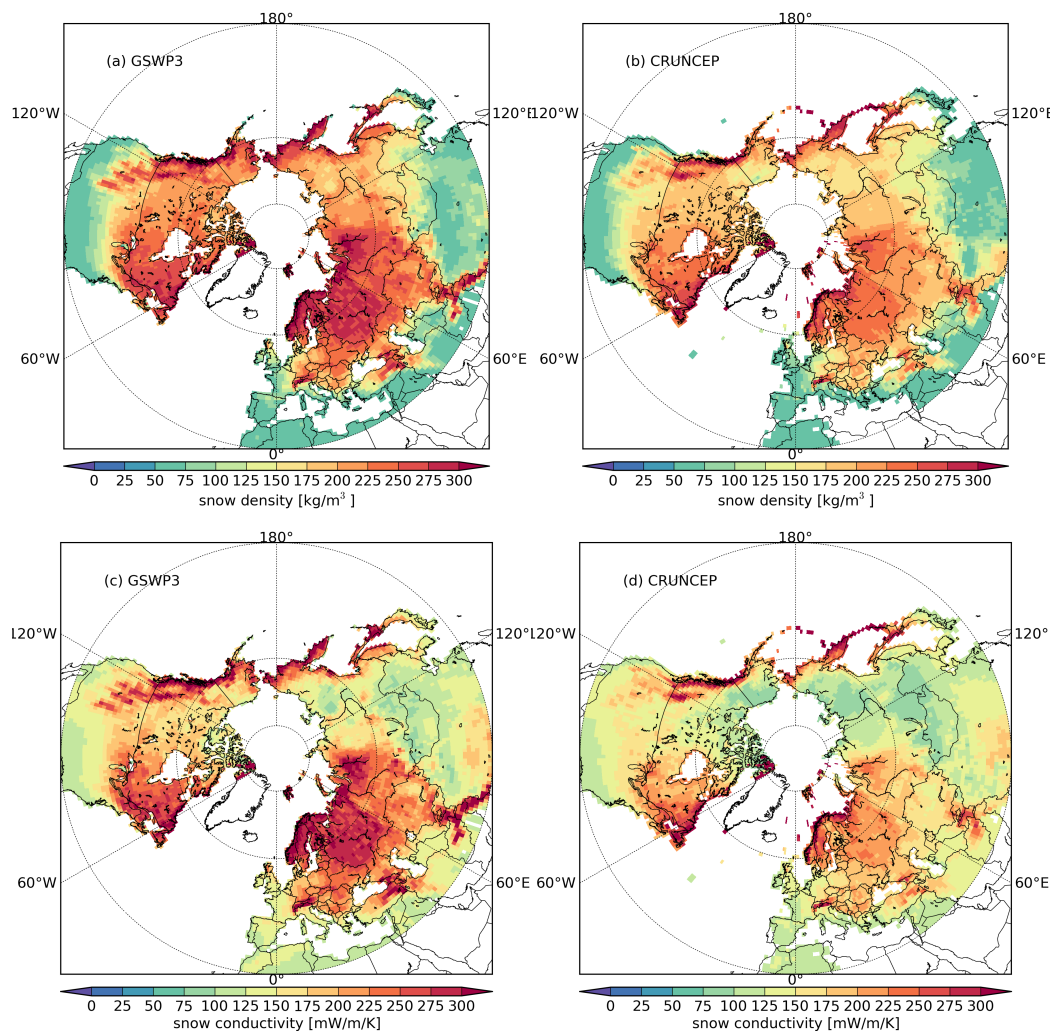 180° 180°
(a) GSWP3 (b) CRUNCEP
120°W 120°E 120°W 120°E
60°W 60°E 60°W 60°E
0° 0°
0 25 50 75 100 125 150 175 200 225 250 275 300 0 25 50 75 100 125 150 175 200 225 250 275 300
snow density [kg/m³ ] snow density [kg/m³ ]
180° 180°
(c) GSWP3 (d) CRUNCEP
120°W 120°E 120°W 120°
60°W 60°E 60°W 60°E
0° 0°
0 25 50 75 100 125 150 175 200 225 250 275 300 0 25 50 75 100 125 150 175 200 225 250 275 300
snow conductivity [mW/m/K] snow conductivity [mW/m/K]